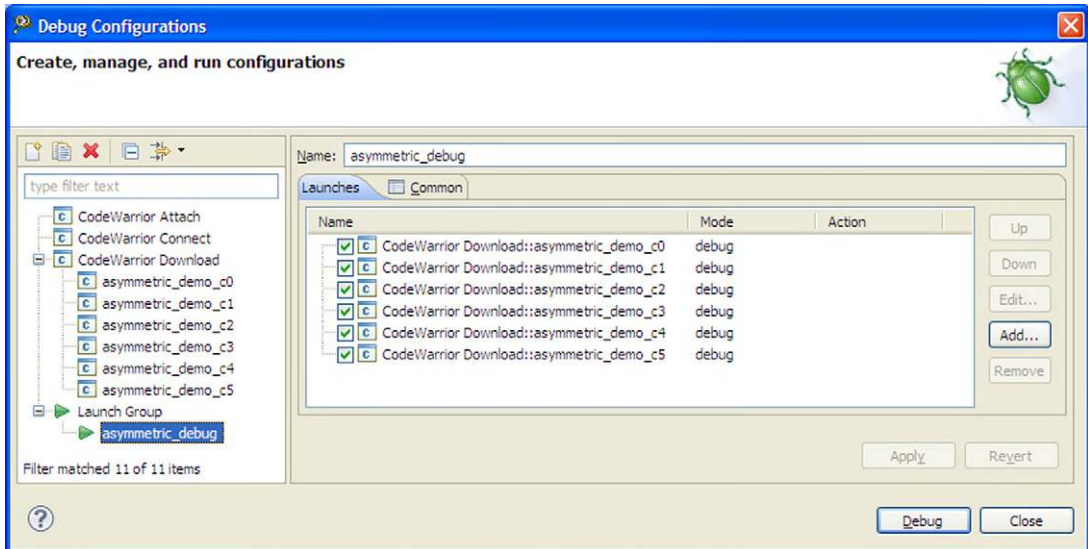 Debug Configurations
Create, manage, and run configurations
type filter text
CodeWarrior Attach
CodeWarrior Connect
CodeWarrior Download
asymmetric_demo_c0
asymmetric_demo_c1
asymmetric_demo_c2
asymmetric_demo_c3
asymmetric_demo_c4
asymmetric_demo_c5
Launch Group
asymmetric_debug
Filter matched 11 of 11 items
Name: asymmetric_debug
Launches Common
Name Mode Action
CodeWarrior Download::asymmetric_demo_c0 debug
CodeWarrior Download::asymmetric_demo_c1 debug
CodeWarrior Download::asymmetric_demo_c2 debug
CodeWarrior Download::asymmetric_demo_c3 debug
CodeWarrior Download::asymmetric_demo_c4 debug
CodeWarrior Download::asymmetric_demo_c5 debug
Up
Down
Edit...
Add...
Remove
Apply Revert
Debug Close